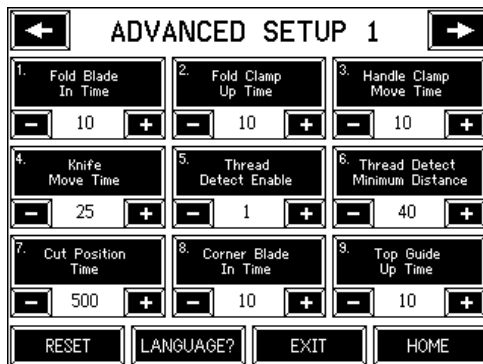 ADVANCED SETUP 1
1. Fold Blade
In Time
2. Fold Clamp
Up Time
3. Handle Clamp
Move Time
- 10 +
- 10 +
- 10 +
4. Knife
Move Time
5. Thread
Detect Enable
6. Thread Detect
Minimum Distance
- 25 +
- 1 +
- 40 +
7. Cut Position
Time
8. Corner Blade
In Time
9. Top Guide
Up Time
- 500 +
- 10 +
- 10 +
RESET
LANGUAGE?
EXIT
HOME